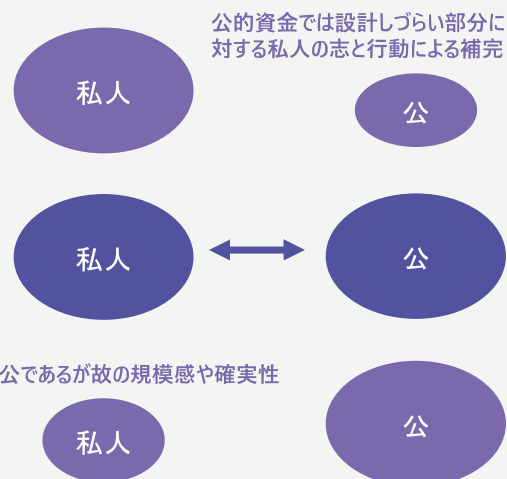 公的資金では設計しづらい部分に
対する私人の志と行動による補完
私人
公
私人
公
公であるが故の規模感や確実性
私人
公